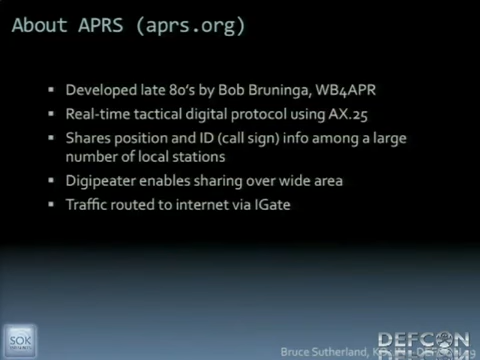 About APRS (aprs.org)
Developed late 80's by Bob Bruninga, WB4APR
Real-time tactical digital protocol using AX.25
Shares position and ID (call sign) info among a large
number of local stations
Digipeater enables sharing over wide area
Traffic routed to internet via IGate
SOK
DEFCON
Bruce Sutherland,